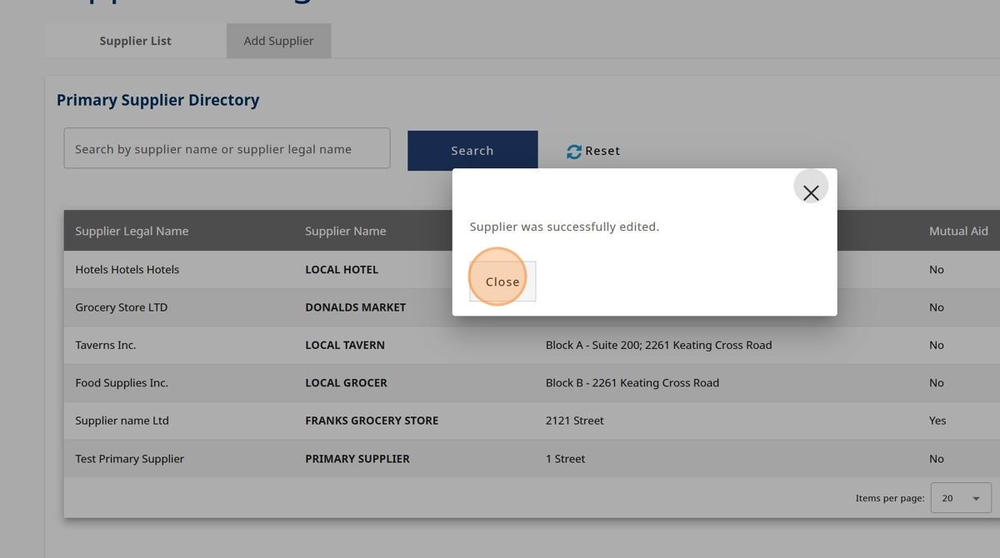 Supplier List Add Supplier
Primary Supplier Directory
Search by supplier name or supplier legal name Search Reset
Supplier was successfully edited.
Close
Supplier Legal Name Supplier Name Mutual Aid
Hotels Hotels Hotels LOCAL HOTEL No
Grocery Store LTD DONALDS MARKET No
Taverns Inc. LOCAL TAVERN Block A - Suite 200; 2261 Keating Cross Road No
Food Supplies Inc. LOCAL GROCER Block B - 2261 Keating Cross Road No
Supplier name Ltd FRANKS GROCERY STORE 2121 Street Yes
Test Primary Supplier PRIMARY SUPPLIER 1 Street No
Items per page: 20